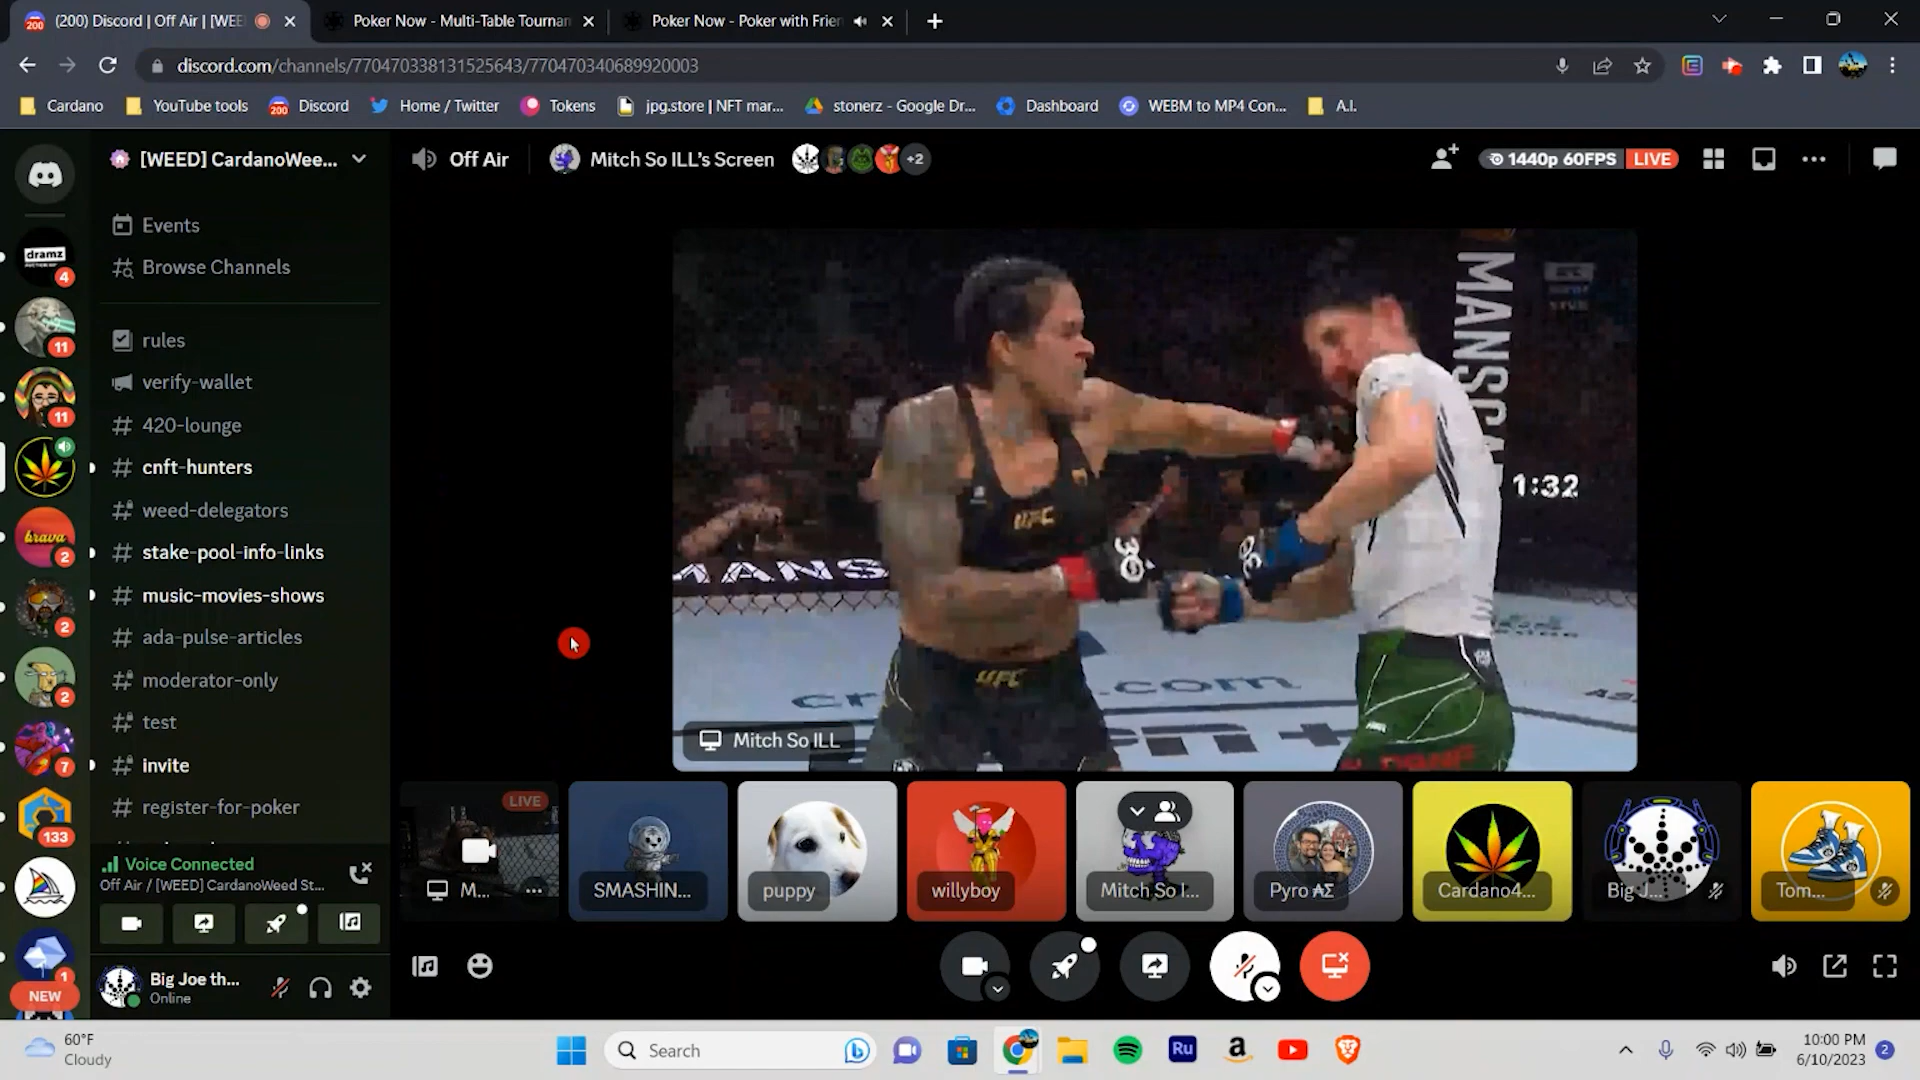 (200) Discord | Off Air | [WEE
Poker Now - Multi-Table Tournam
Poker Now - Poker with Frien
discord.com/channels/770470338131525643/770470340689920003
Cardano
YouTube tools
Discord
Home / Twitter
Tokens
jpg.store | NFT mar...
stonerz - Google Dr...
Dashboard
WEBM to MP4 Con...
A.I.
[WEED] CardanoWee...
Off Air
Mitch So ILL's Screen
+2
1440p 60FPS
LIVE
Events
Browse Channels
rules
verify-wallet
420-lounge
cnft-hunters
weed-delegators
stake-pool-info-links
music-movies-shows
ada-pulse-articles
moderator-only
test
invite
register-for-poker
dramz
4
11
11
brava
2
2
2
7
133
1
NEW
MANSC
1:32
UFC
MANS
UFC
Mitch So ILL
LIVE
M...
SMASHIN...
puppy
willyboy
Mitch So I...
Pyro ₳Σ
Cardano4...
Big J...
Tom...
Voice Connected
Off Air / [WEED] CardanoWeed St...
Big Joe th...
Online
60°F
Cloudy
Search
Ru
10:00 PM
6/10/2023
2